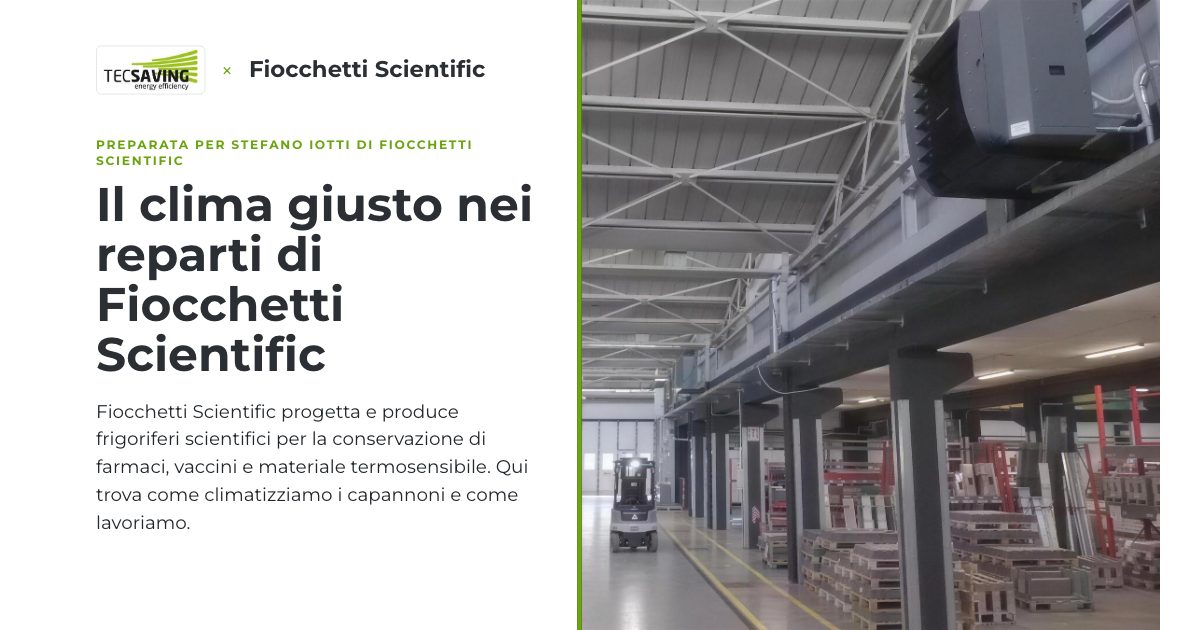 TECSAVING
energy efficiency
× Fiocchetti Scientific
PREPARATA PER STEFANO IOTTI DI FIOCCHETTI
SCIENTIFIC
Il clima giusto nei
reparti di
Fiocchetti
Scientific
Fiocchetti Scientific progetta e produce
frigoriferi scientifici per la conservazione di
farmaci, vaccini e materiale termosensibile. Qui
trova come climatizziamo i capannoni e come
lavoriamo.